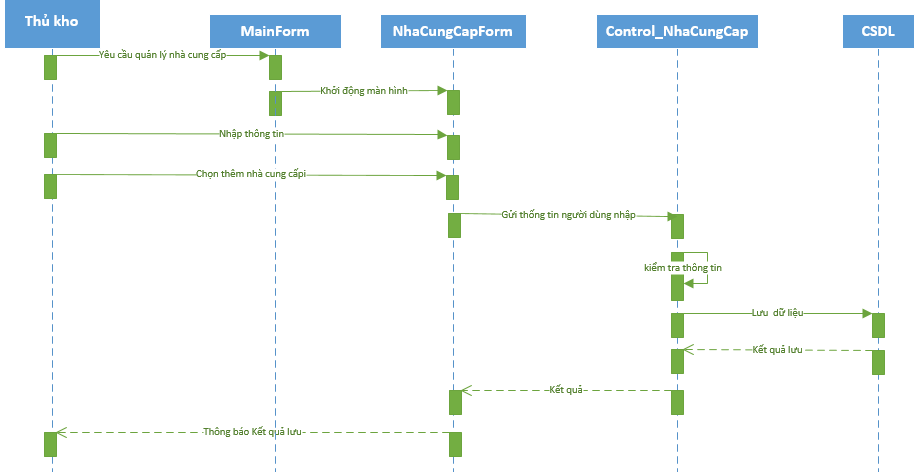 Thủ kho
MainForm
NhaCungCapForm
Control_NhaCungCap
CSDL
Yêu cầu quản lý nhà cung cấp
Khởi động màn hình
Nhập thông tin
Chọn thêm nhà cung cấpi
Gửi thống tin người dùng nhập
kiểm tra thông tin
Lưu dữ liệu
Kết quả lưu
Kết quả
Thông báo Kết quả lưu